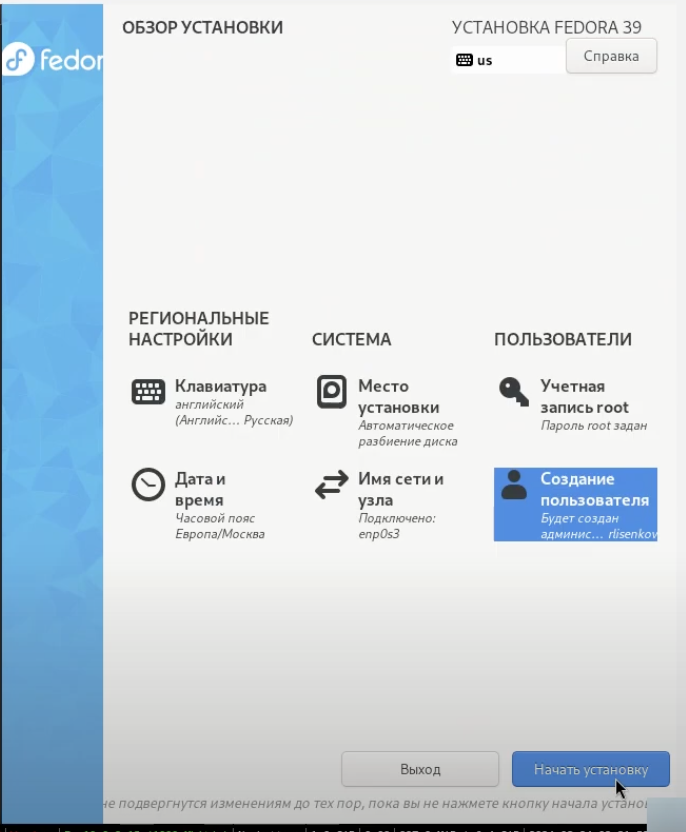 ОБЗОР УСТАНОВКИ
УСТАНОВКА FEDORA 39
fedor
us
Справка
РЕГИОНАЛЬНЫЕ
НАСТРОЙКИ
СИСТЕМА
ПОЛЬЗОВАТЕЛИ
Клавиатура
английский
(Английс... Русская)
Место
установки
Автоматическое
разбиение диска
Учетная
запись root
Пароль root задан
Дата и
время
Часовой пояс
Европа/Москва
Имя сети и
узла
Подключено:
enp0s3
Создание
пользователя
Будет создан
админис... rlisenkov
Выход
Начать установку
не подвергнутся изменениям до тех пор, пока вы не нажмете кнопку начала